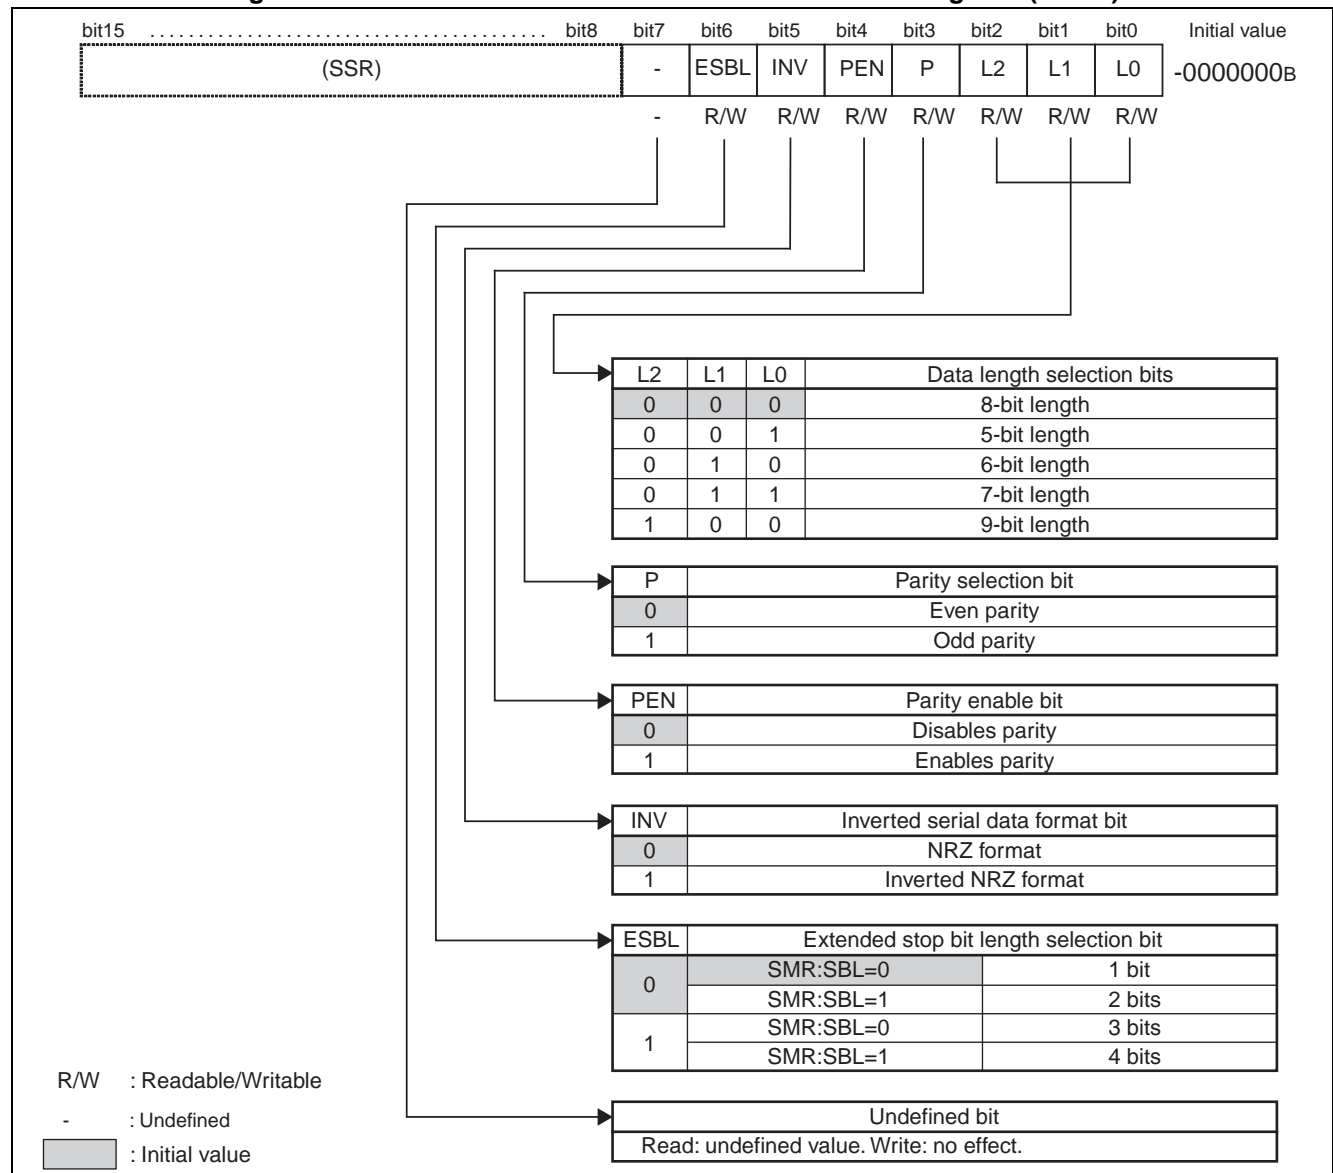 bit15 ........................................ bit8 bit7 bit6 bit5 bit4 bit3 bit2 bit1 bit0 Initial value
(SSR) - ESBL INV PEN P L2 L1 L0 -0000000B
- R/W R/W R/W R/W R/W R/W R/W
L2 L1 L0 Data length selection bits
0 0 0 8-bit length
0 0 1 5-bit length
0 1 0 6-bit length
0 1 1 7-bit length
1 0 0 9-bit length
P Parity selection bit
0 Even parity
1 Odd parity
PEN Parity enable bit
0 Disables parity
1 Enables parity
INV Inverted serial data format bit
0 NRZ format
1 Inverted NRZ format
ESBL Extended stop bit length selection bit
0 SMR:SBL=0 1 bit
SMR:SBL=1 2 bits
1 SMR:SBL=0 3 bits
SMR:SBL=1 4 bits
Undefined bit
Read: undefined value. Write: no effect.
R/W : Readable/Writable
- : Undefined
: Initial value